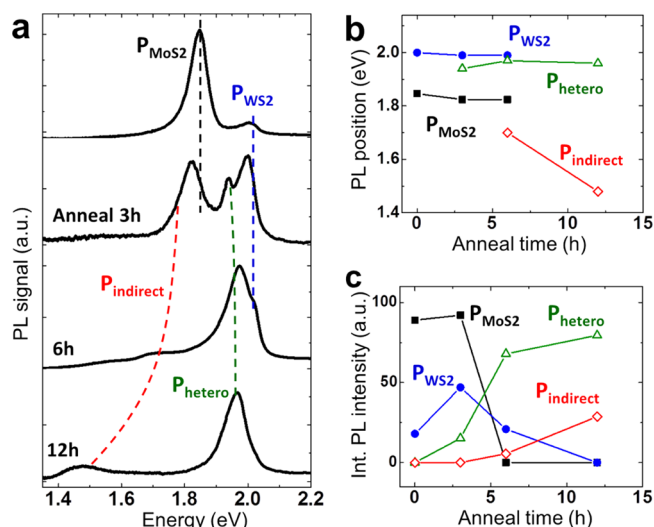 a
P_MoS2
P_WS2
Anneal 3h
P_indirect
6h
P_hetero
12h
PL signal (a.u.)
1.4 1.6 1.8 2.0 2.2
Energy (eV)
b
P_WS2
P_hetero
P_MoS2
P_indirect
2.0
1.8
1.6
1.4
PL position (eV)
0 5 10 15
Anneal time (h)
c
P_MoS2
P_hetero
P_WS2
P_indirect
100
50
0
Int. PL intensity (a.u.)
0 5 10 15
Anneal time (h)